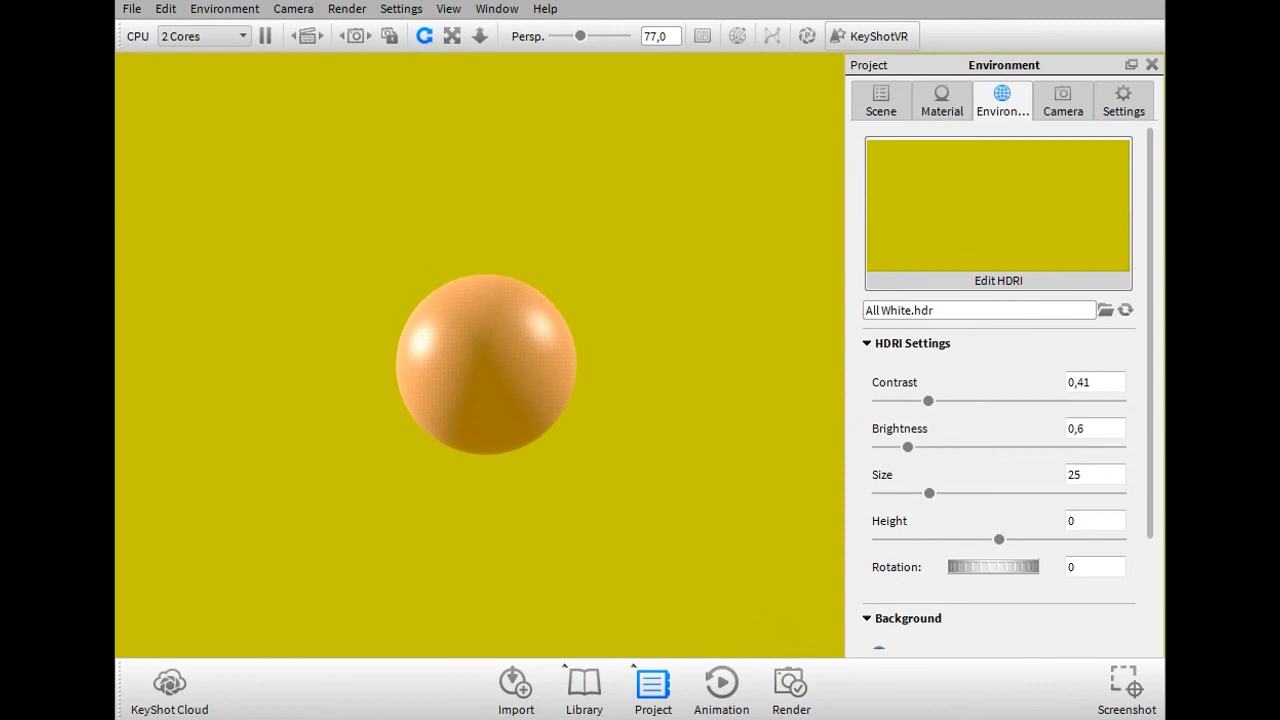 File Edit Environment Camera Render Settings View Window Help
CPU 2 Cores Persp. 77,0 KeyShotVR
Project Environment
Scene Material Environ... Camera Settings
Edit HDRI
All White.hdr
HDRI Settings
Contrast 0,41
Brightness 0,6
Size 25
Height 0
Rotation: 0
Background
KeyShot Cloud Import Library Project Animation Render Screenshot